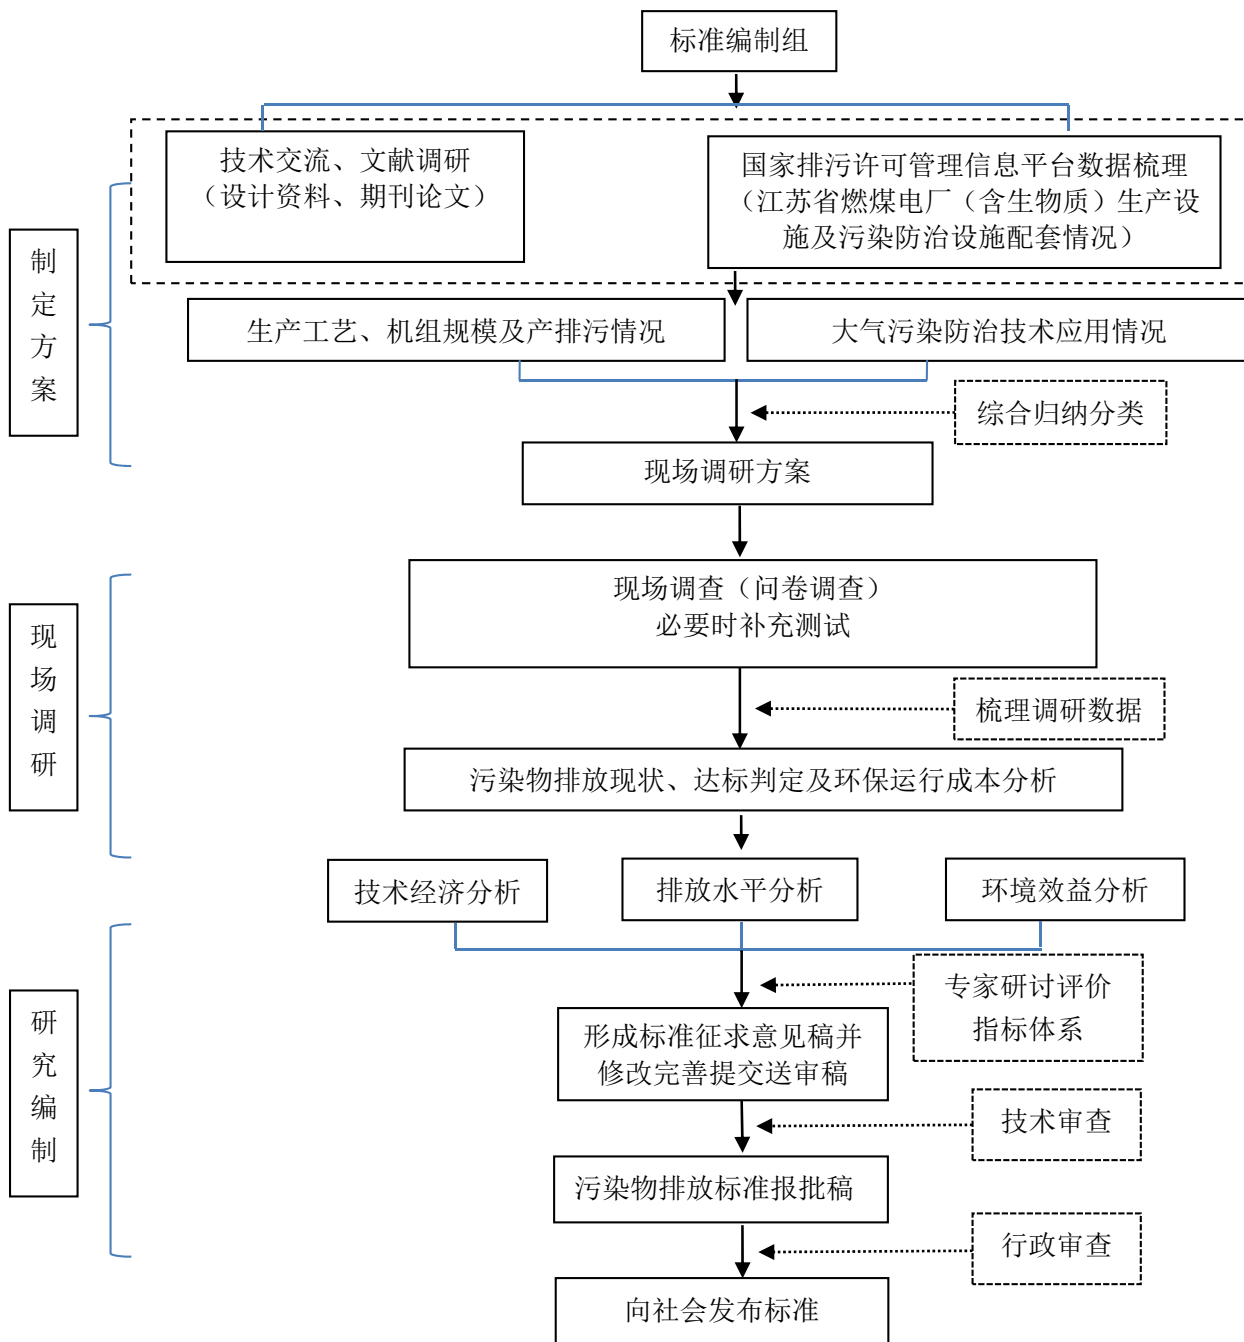 标准编制组
技术交流、文献调研
（设计资料、期刊论文）
国家排污许可管理信息平台数据梳理
（江苏省燃煤电厂（含生物质）生产设
施及污染防治设施配套情况）
制
定
方
案
生产工艺、机组规模及产排污情况
大气污染防治技术应用情况
综合归纳分类
现场调研方案
现场调查（问卷调查）
必要时补充测试
现
场
调
研
梳理调研数据
污染物排放现状、达标判定及环保运行成本分析
技术经济分析
排放水平分析
环境效益分析
专家研讨评价
指标体系
研
究
编
制
形成标准征求意见稿并
修改完善提交送审稿
技术审查
污染物排放标准报批稿
行政审查
向社会发布标准